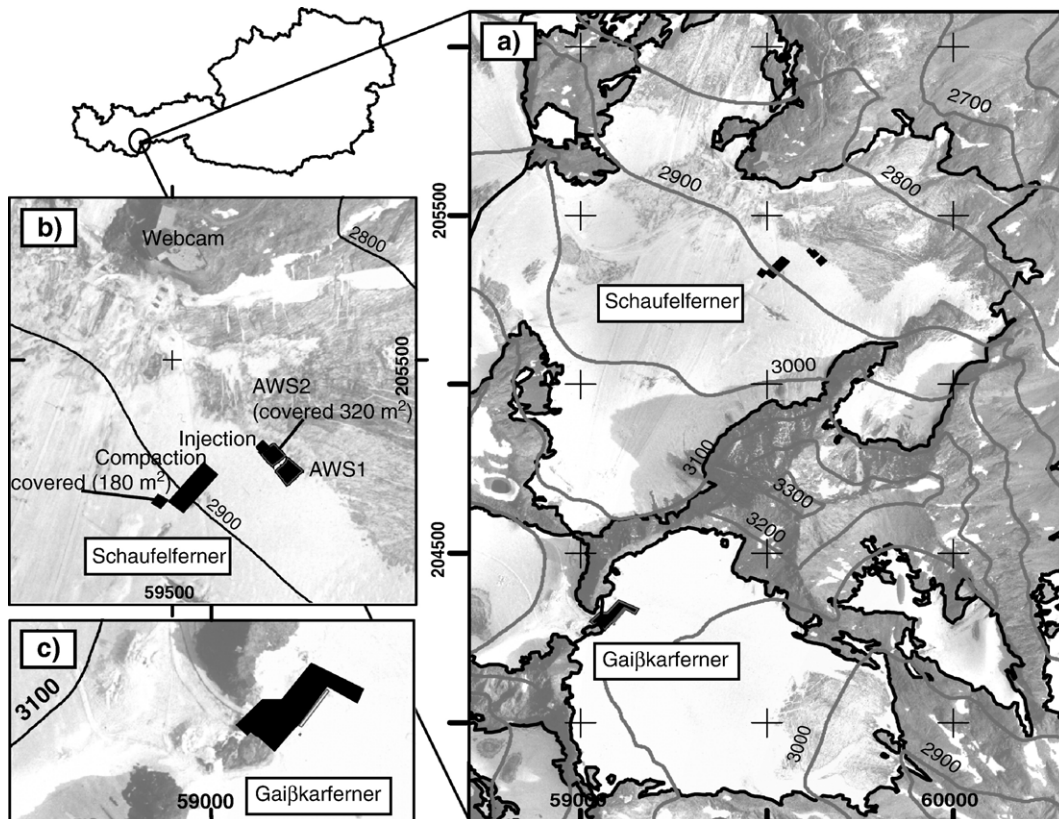 a)
2700
2900
2800
205500
Schaufelferner
3000
3100
3300
3200
204500
Gaiβkarferner
3000
2900
59000
60000
b)
Webcam
2800
205500
AWS2
(covered 320 m²)
Injection
Compaction
AWS1
covered (180 m²)
2900
Schaufelferner
59500
c)
3100
59000
Gaiβkarferner